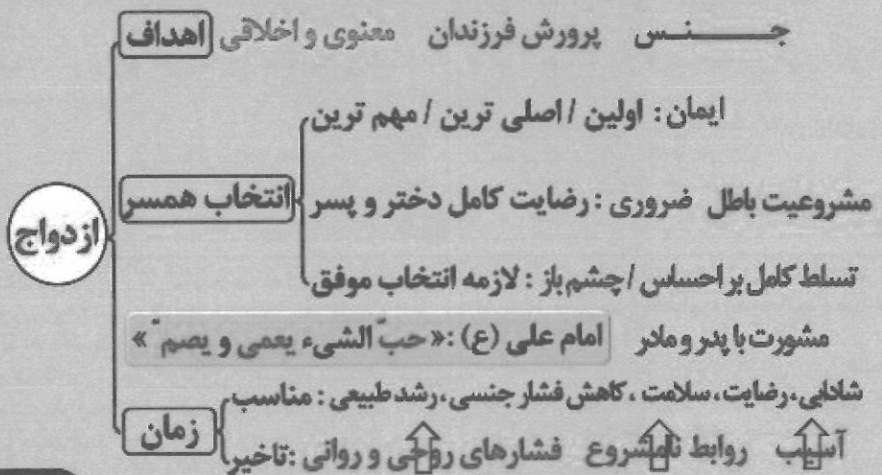 اهداف معنوی و اخلاقی پرورش فرزندان جـــنـــس
ایمان: اولین / اصلی ترین / مهم ترین
ازدواج
انتخاب همسر
مشروعیت باطل ضروری : رضایت کامل دختر و پسر
تسلط کامل بر احساس / چشم باز : لازمه انتخاب موفق
مشورت با پدر و مادر امام علی (ع) :« حبّ الشیء یعمی و یصمّ »
شادابی، رضایت، سلامت ، کاهش فشار جنسی، رشد طبیعی : مناسب
زمان
آسیب روابط نامشروع فشارهای روحی و روانی :تاخیر